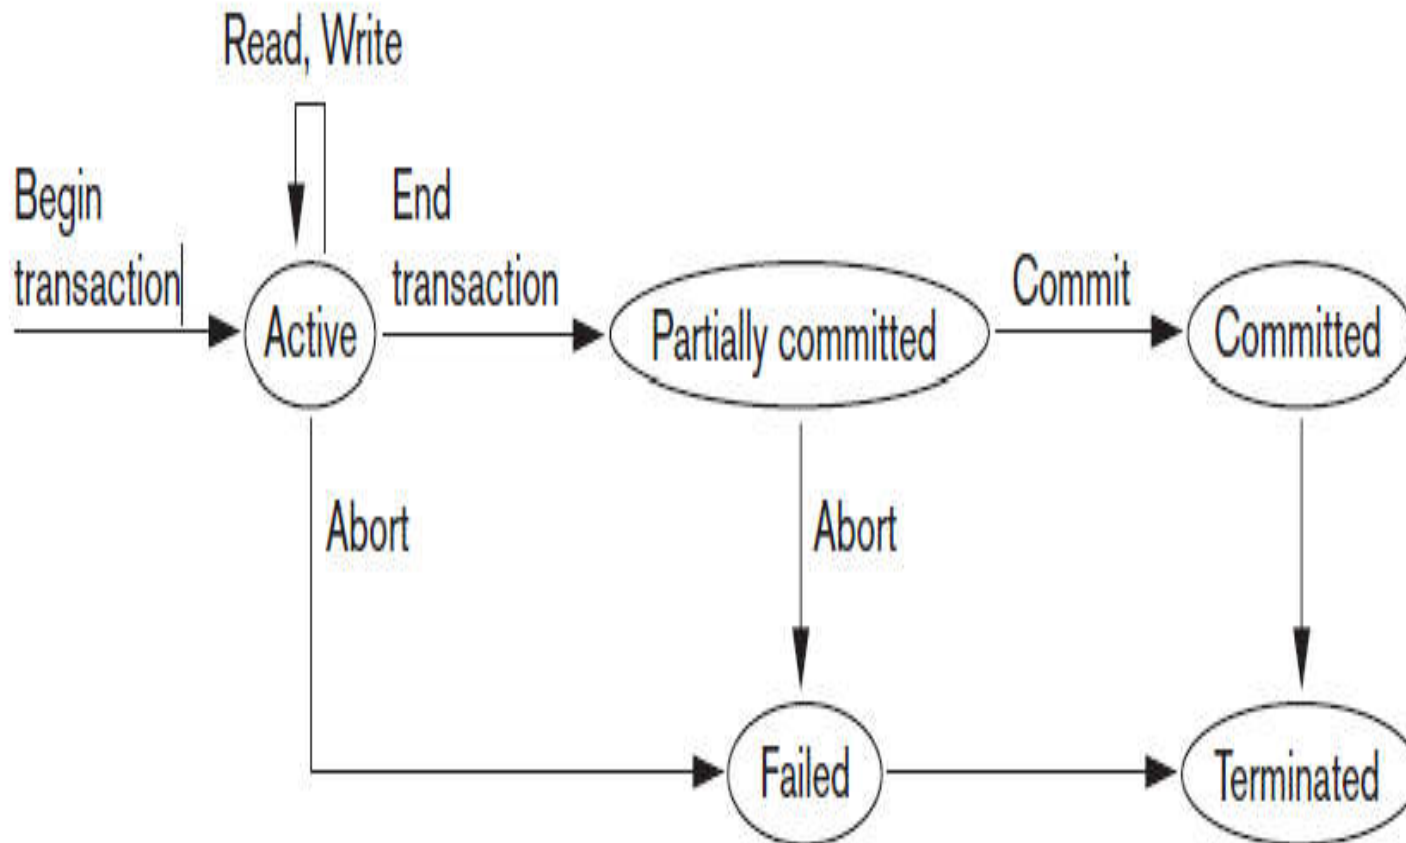 Read, Write
Begin
transaction
End
transaction
Commit
Active
Partially committed
Committed
Abort
Abort
Failed
Terminated